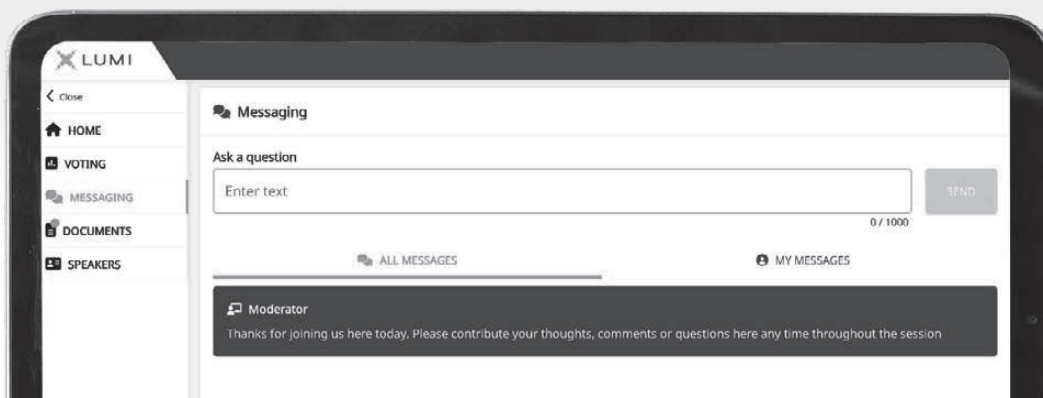 LUMI
Close
HOME
VOTING
MESSAGING
DOCUMENTS
SPEAKERS
Messaging
Ask a question
Enter text
SEND
0 / 1000
ALL MESSAGES
MY MESSAGES
Moderator
Thanks for joining us here today. Please contribute your thoughts, comments or questions here any time throughout the session